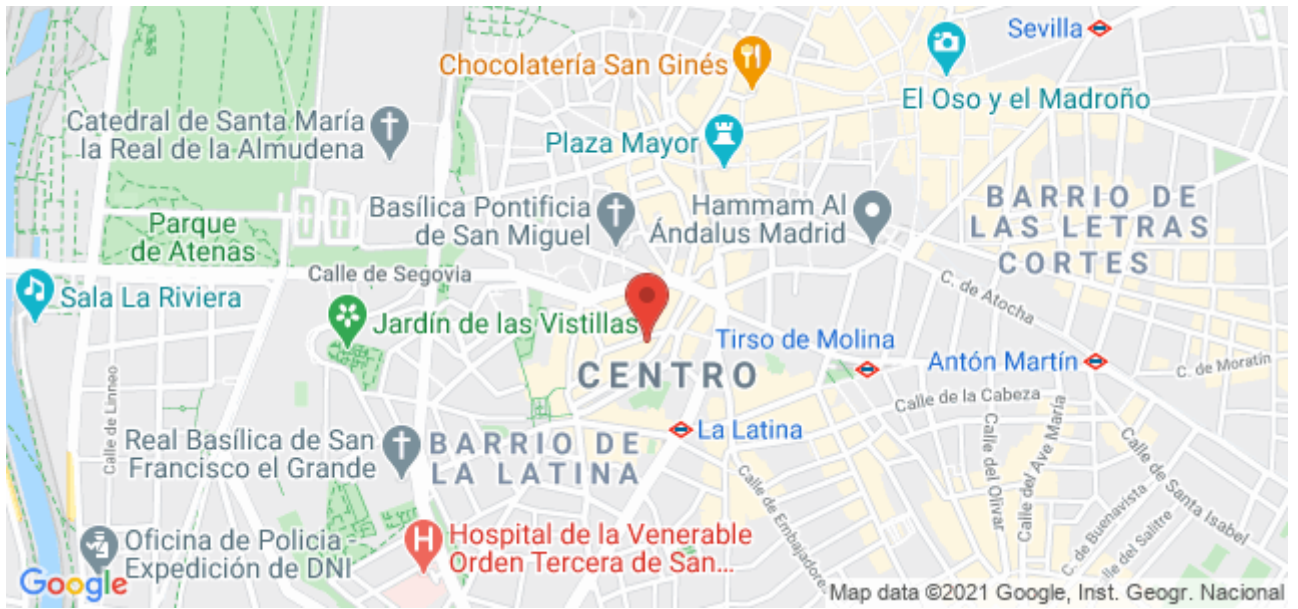 Sevilla
Chocolatería San Ginés
El Oso y el Madroño
Catedral de Santa María
la Real de la Almudena
Plaza Mayor
BARRIO DE
LAS LETRAS
CORTES
Basílica Pontificia
de San Miguel
Hammam Al
Ándalus Madrid
Parque
de Atenas
Calle de Segovia
C. de Atocha
Sala La Riviera
Jardín de las Vistillas
Tirso de Molina
Antón Martín
C. de Moratín
CENTRO
Calle de la Cabeza
Calle de Linneo
La Latina
Real Basílica de San
Francisco el Grande
BARRIO DE
LA LATINA
Calle del Olivar
Calle del Ave María
Calle de Santa Isabel
Calle de Embajadores
C. de Buenavista
Calle del Salitre
Oficina de Policia -
Expedición de DNI
Hospital de la Venerable
Orden Tercera de San...
Google
Map data ©2021 Google, Inst. Geogr. Nacional